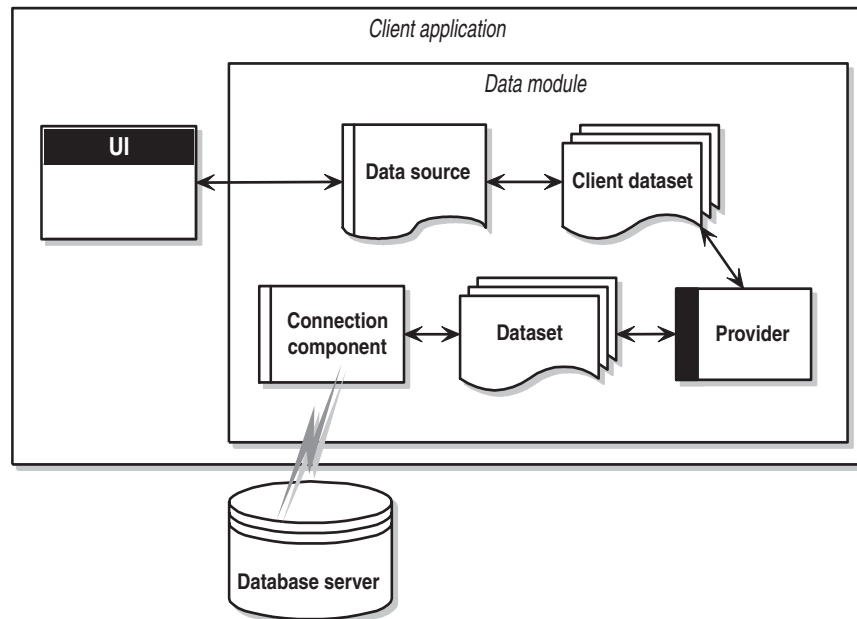 Client application
Data module
UI
Data source
Client dataset
Connection
component
Dataset
Provider
Database server